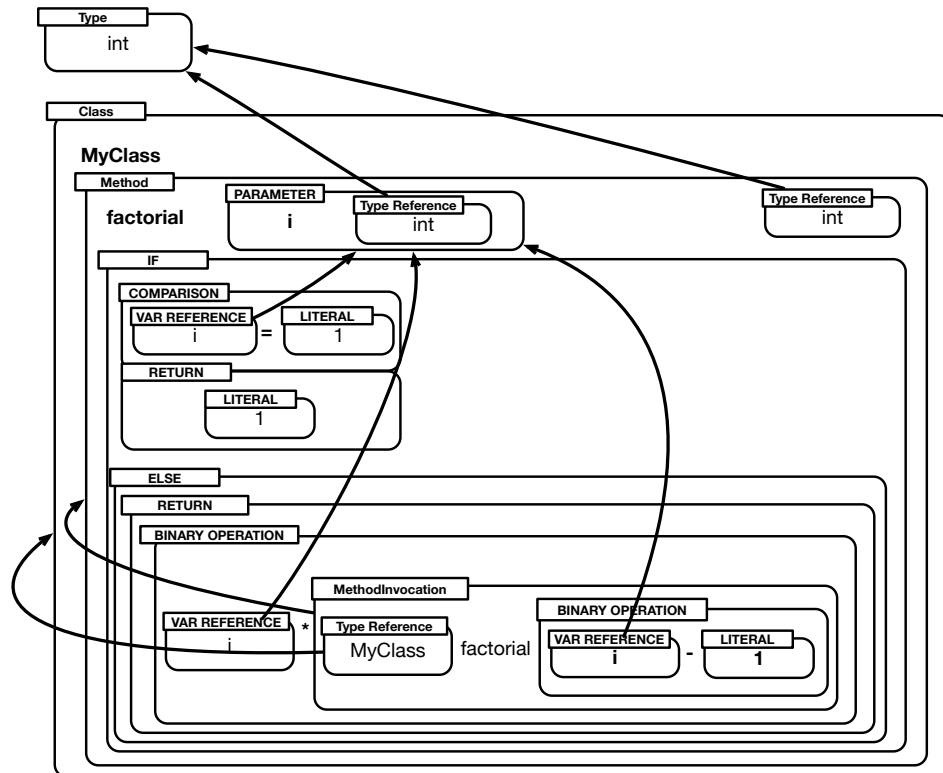 Type
int
Class
MyClass
Method
factorial
PARAMETER
i
Type Reference
int
Type Reference
int
IF
COMPARISON
VAR REFERENCE
i
=
LITERAL
1
RETURN
LITERAL
1
ELSE
RETURN
BINARY OPERATION
VAR REFERENCE
i
*
MethodInvocation
Type Reference
MyClass
factorial
BINARY OPERATION
VAR REFERENCE
i
-
LITERAL
1